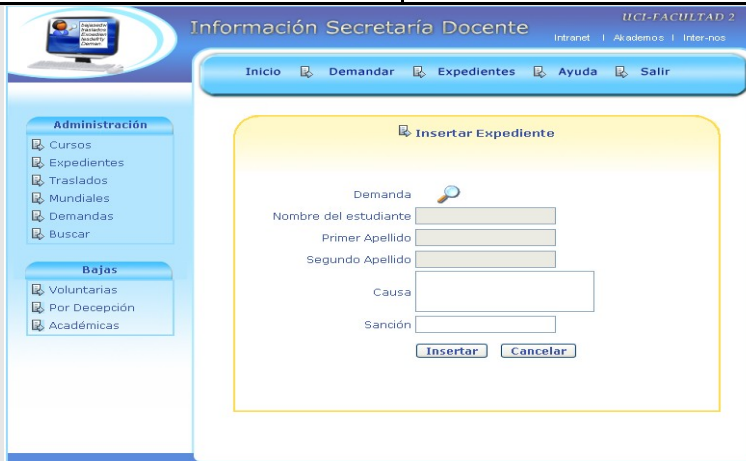 Información Secretaría Docente
UCI-FACULTAD 2
Intranet | Akademos | Inter-nos
Inicio Demandar Expedientes Ayuda Salir
Administración
Cursos
Expedientes
Traslados
Mundiales
Demandas
Buscar
Bajas
Voluntarias
Por Decepción
Académicas
Insertar Expediente
Demanda
Nombre del estudiante
Primer Apellido
Segundo Apellido
Causa
Sanción
Insertar Cancelar